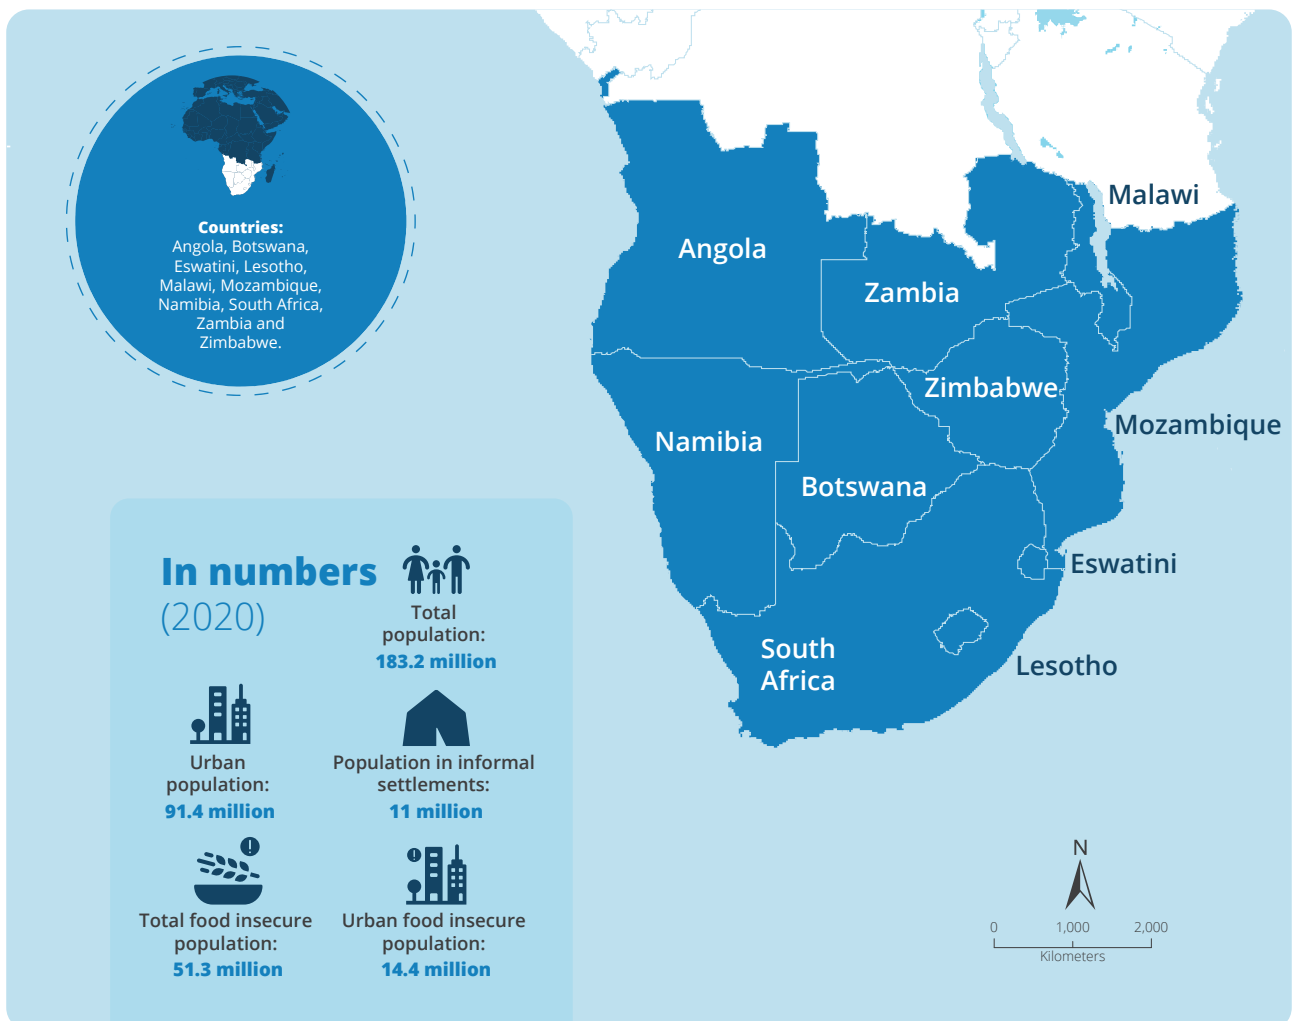 Countries:
Angola, Botswana,
Eswatini, Lesotho,
Malawi, Mozambique,
Namibia, South Africa,
Zambia and
Zimbabwe.
Malawi
Angola
Zambia
Zimbabwe
Mozambique
Namibia
Botswana
Eswatini
South
Africa
Lesotho
In numbers
(2020)
Total
population:
183.2 million
Urban
population:
91.4 million
Population in informal
settlements:
11 million
Total food insecure
population:
51.3 million
Urban food insecure
population:
14.4 million
N
0 1,000 2,000
Kilometers